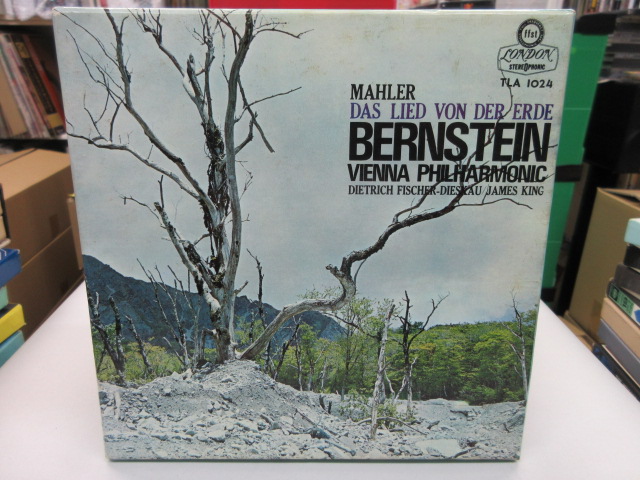 ffss
LONDON
STEREOPHONIC
TLA 1024
MAHLER
DAS LIED VON DER ERDE
BERNSTEIN
VIENNA PHILHARMONIC
DIETRICH FISCHER-DIESKAU JAMES KING